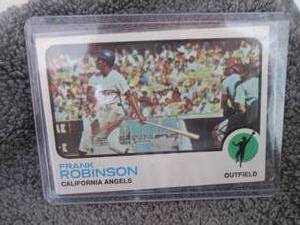 FRANK
ROBINSON
CALIFORNIA ANGELS
OUTFIELD